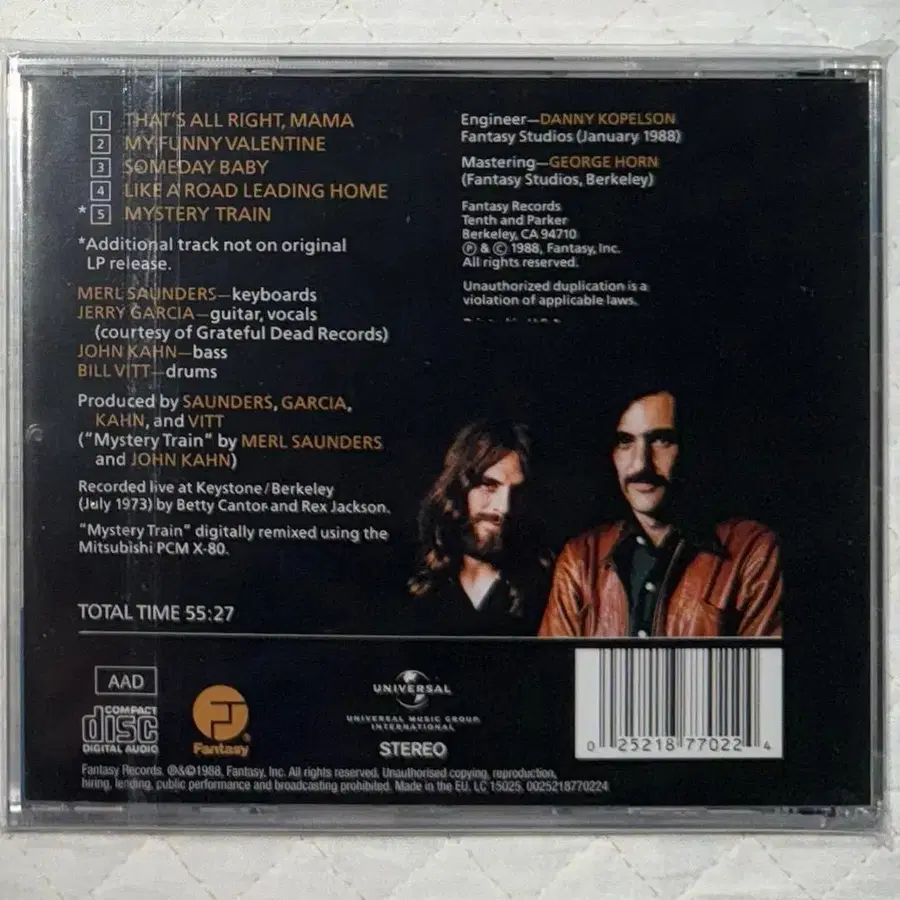 1 THAT'S ALL RIGHT, MAMA
2 MY FUNNY VALENTINE
3 SOMEDAY BABY
4 LIKE A ROAD LEADING HOME
*5 MYSTERY TRAIN
*Additional track not on original
LP release.
MERL SAUNDERS—keyboards
JERRY GARCIA—guitar, vocals
(courtesy of Grateful Dead Records)
JOHN KAHN—bass
BILL VITT—drums
Produced by SAUNDERS, GARCIA,
KAHN, and VITT
("Mystery Train" by MERL SAUNDERS
and JOHN KAHN)
Recorded live at Keystone/Berkeley
(July 1973) by Betty Cantor and Rex Jackson.
"Mystery Train" digitally remixed using the
Mitsubishi PCM X-80.
TOTAL TIME 55:27
Engineer—DANNY KOPELSON
Fantasy Studios (January 1988)
Mastering—GEORGE HORN
(Fantasy Studios, Berkeley)
Fantasy Records
Tenth and Parker
Berkeley, CA 94710
℗ & © 1988, Fantasy, Inc.
All rights reserved.
Unauthorized duplication is a
violation of applicable laws.
AAD
COMPACT
disc
DIGITAL AUDIO
Fantasy
UNIVERSAL
UNIVERSAL MUSIC GROUP
INTERNATIONAL
STEREO
0 25218 77022 4
Fantasy Records. ℗&©1988, Fantasy, Inc. All rights reserved. Unauthorised copying, reproduction,
hiring, lending, public performance and broadcasting prohibited. Made in the EU. LC 15025. 0025218770224